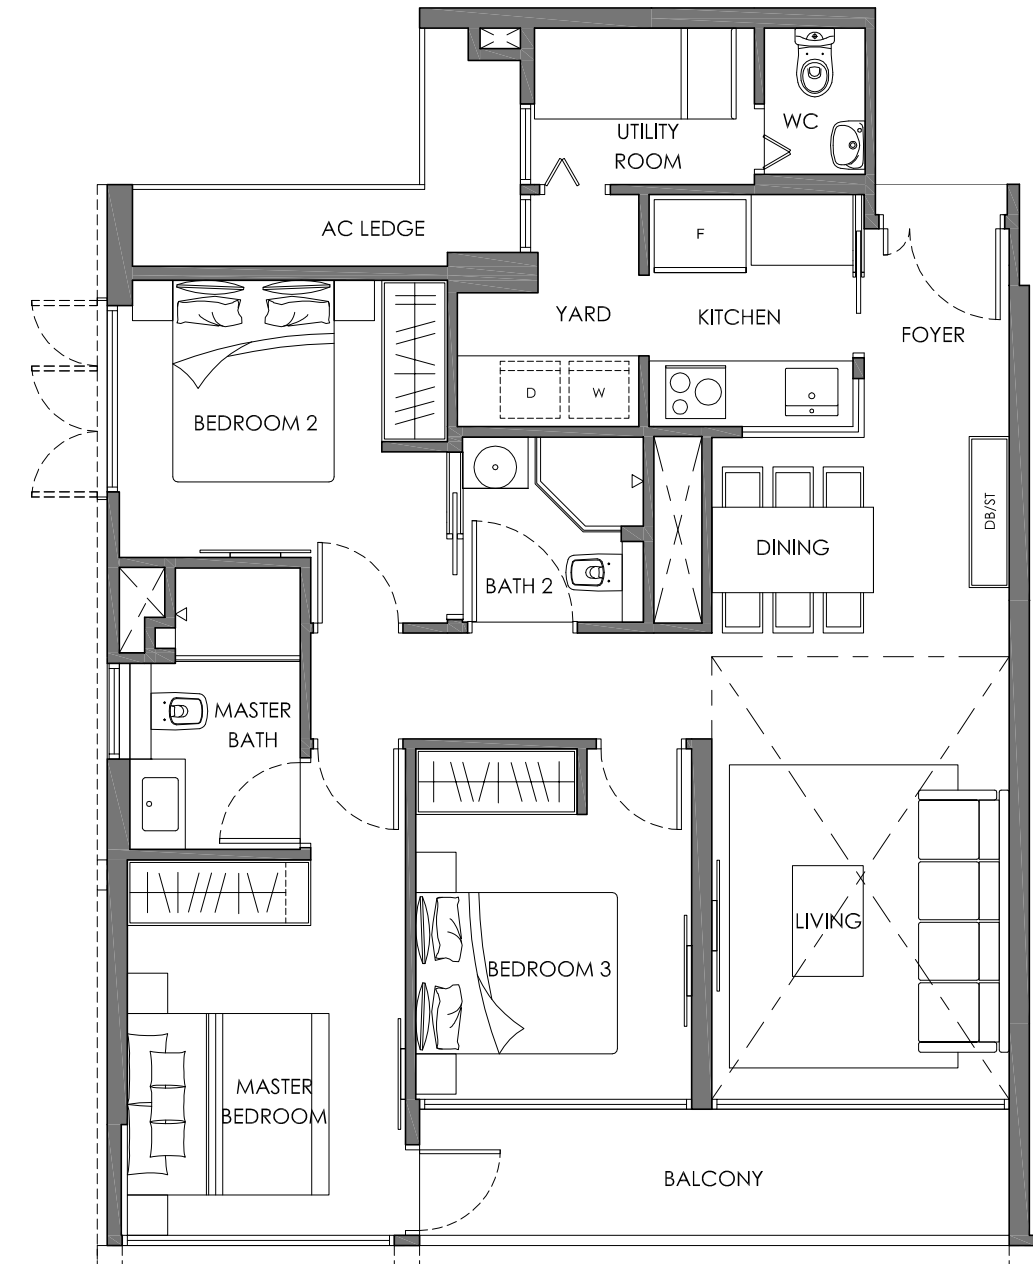 WC
UTILITY
ROOM
AC LEDGE
F
YARD
KITCHEN
FOYER
BEDROOM 2
D
W
DB/ST
DINING
BATH 2
MASTER
BATH
LIVING
BEDROOM 3
MASTER
BEDROOM
BALCONY